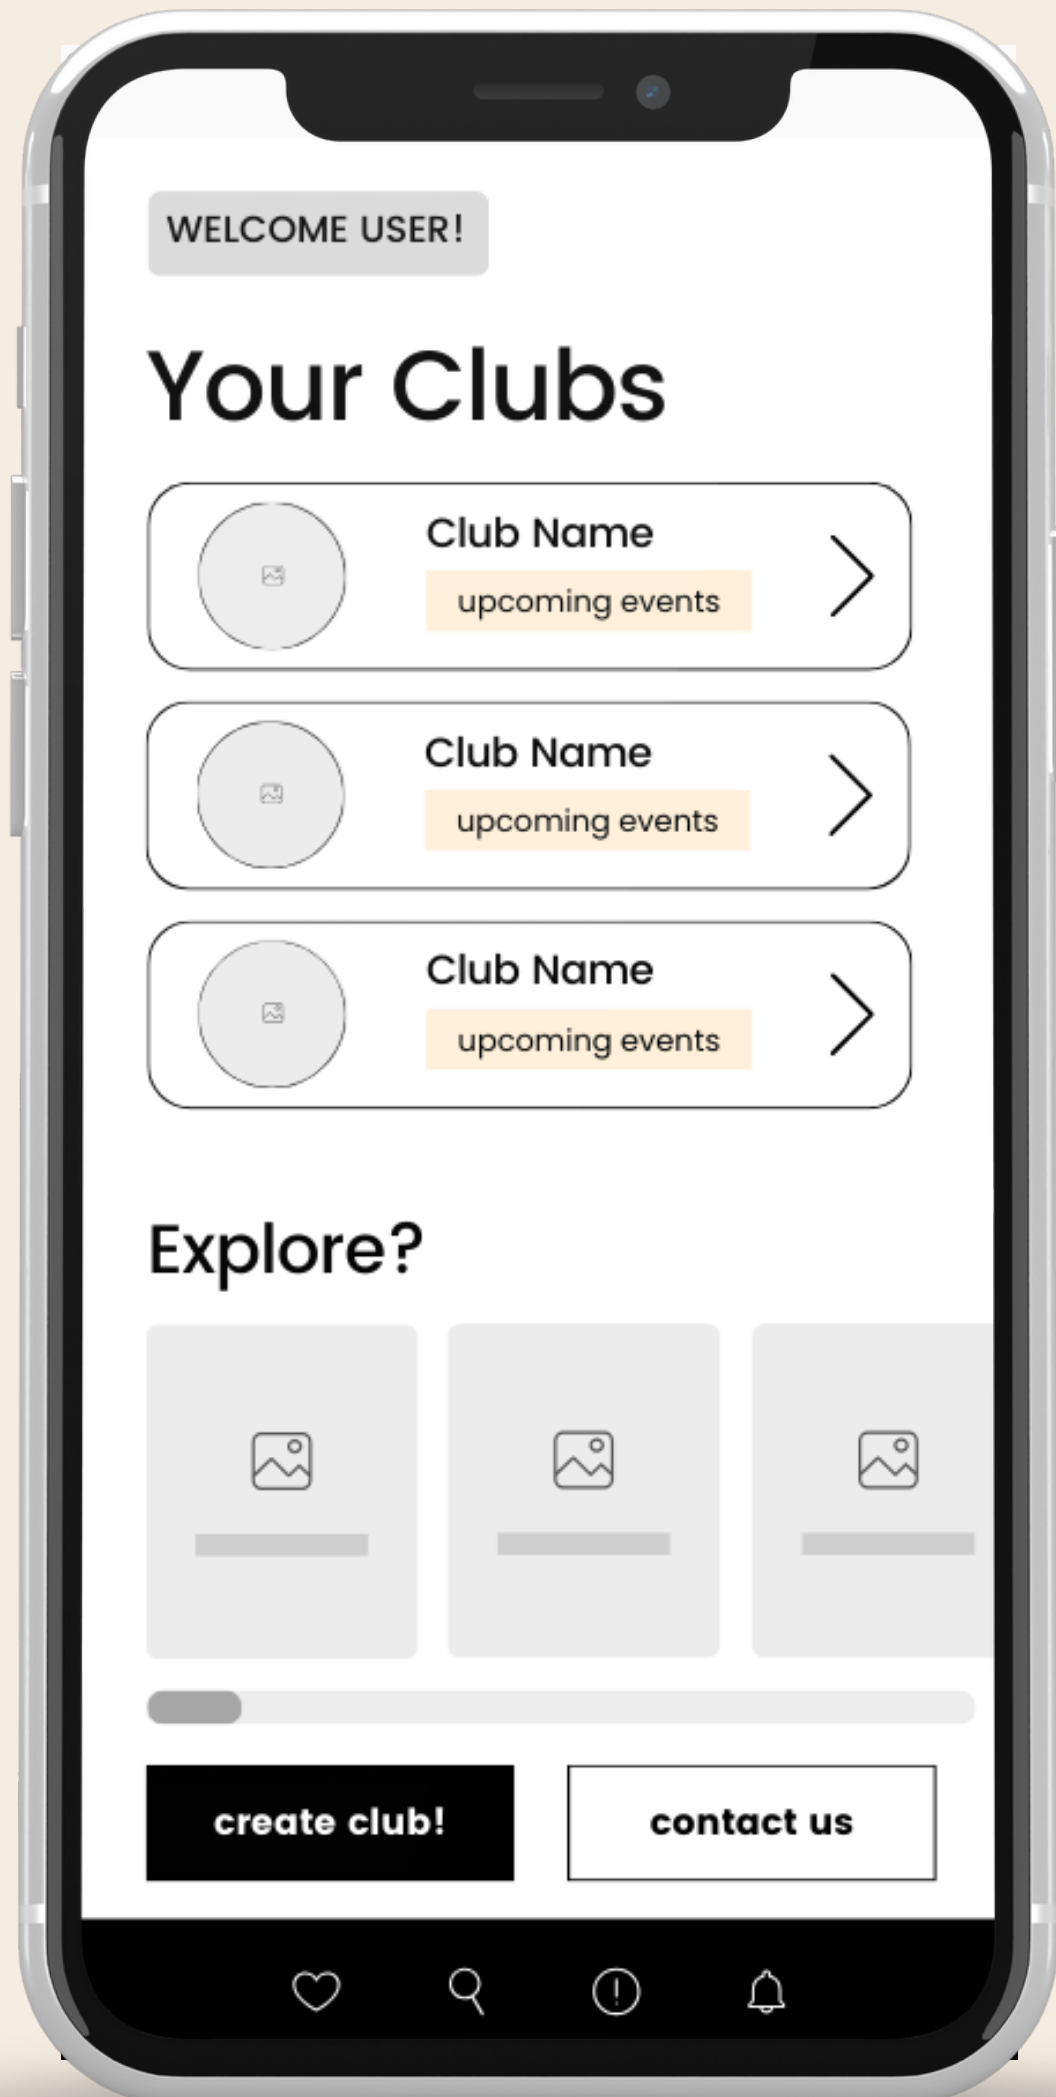 WELCOME USER!
Your Clubs
Club Name
upcoming events
Club Name
upcoming events
Club Name
upcoming events
Explore?
create club!
contact us